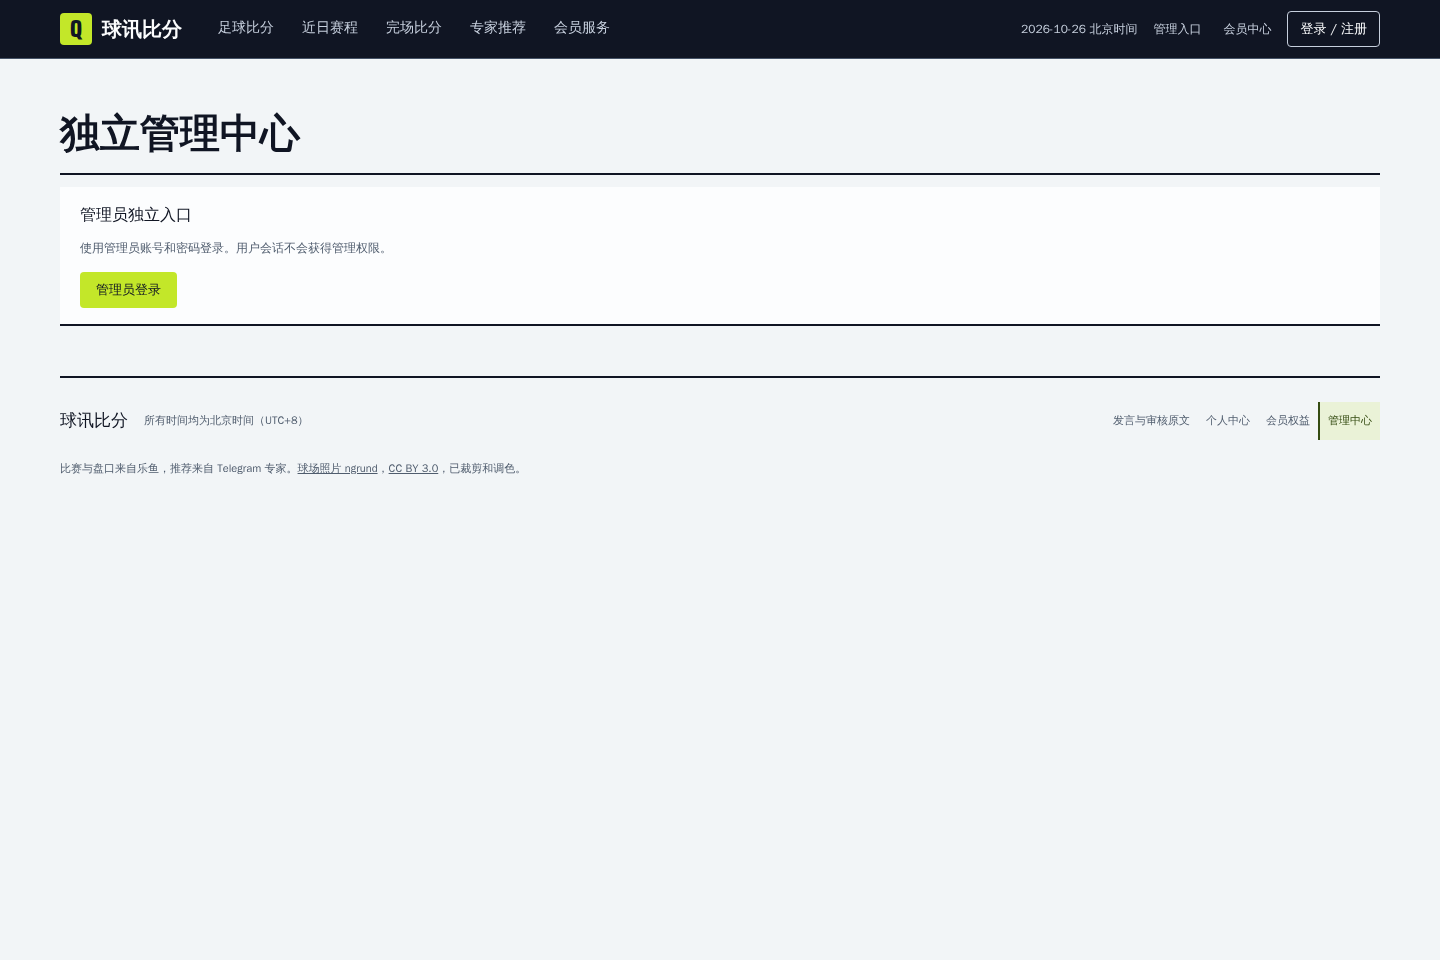 Q 球讯比分 足球比分 近日赛程 完场比分 专家推荐 会员服务 2026-10-26 北京时间 管理入口 会员中心 登录 / 注册
独立管理中心
管理员独立入口
使用管理员账号和密码登录。用户会话不会获得管理权限。
管理员登录
球讯比分 所有时间均为北京时间（UTC+8） 发言与审核原文 个人中心 会员权益 管理中心
比赛与盘口来自乐鱼，推荐来自 Telegram 专家。球场照片 ngrund，CC BY 3.0，已裁剪和调色。